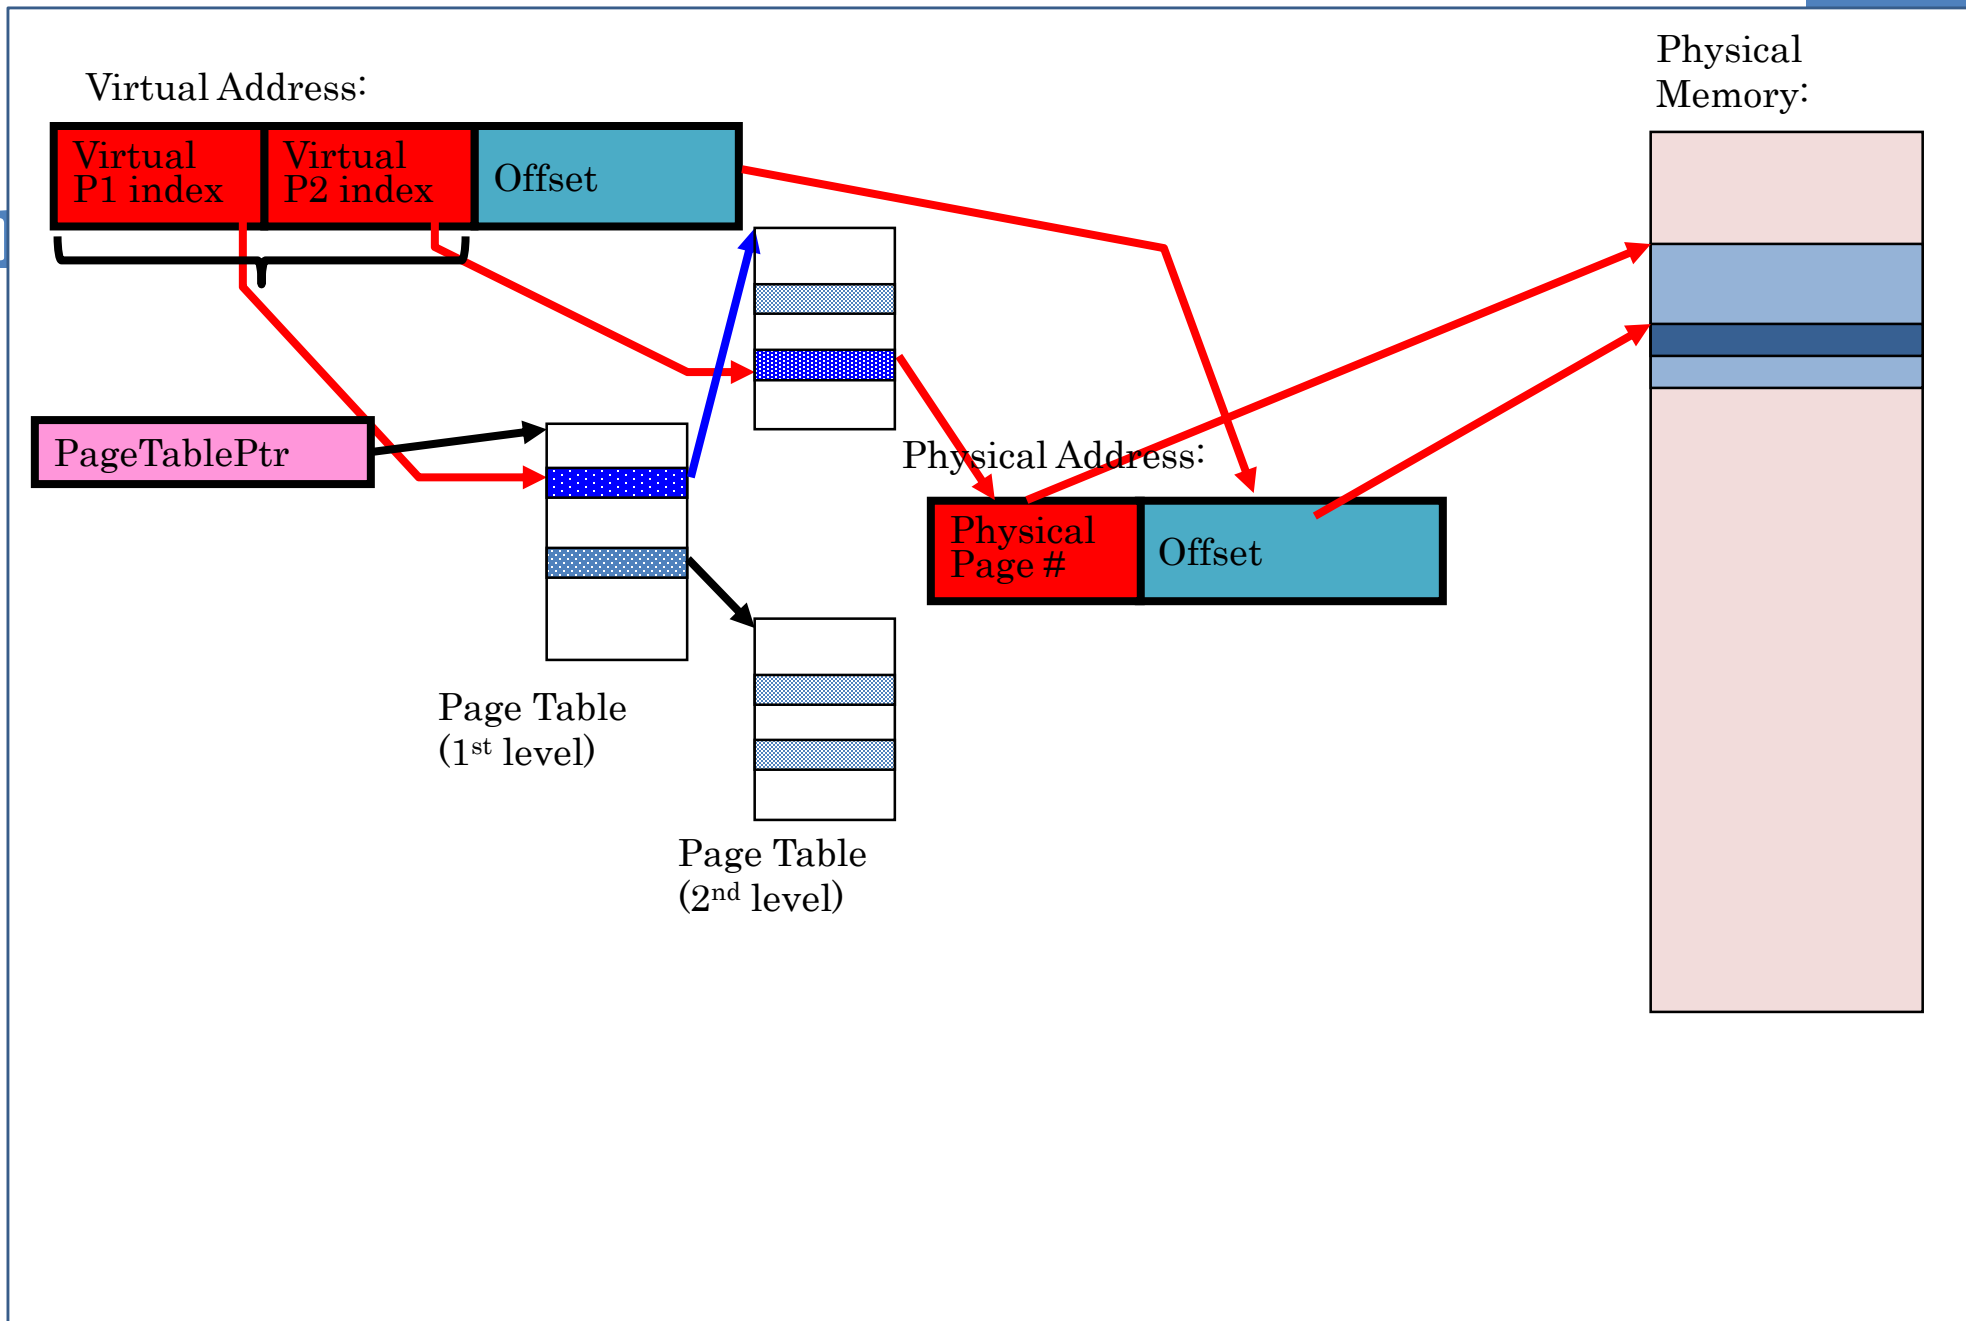 Virtual Address:
Virtual
P1 index
Virtual
P2 index
Offset
Physical
Memory:
PageTablePtr
Physical Address:
Physical
Page #
Offset
Page Table
(1st level)
Page Table
(2nd level)